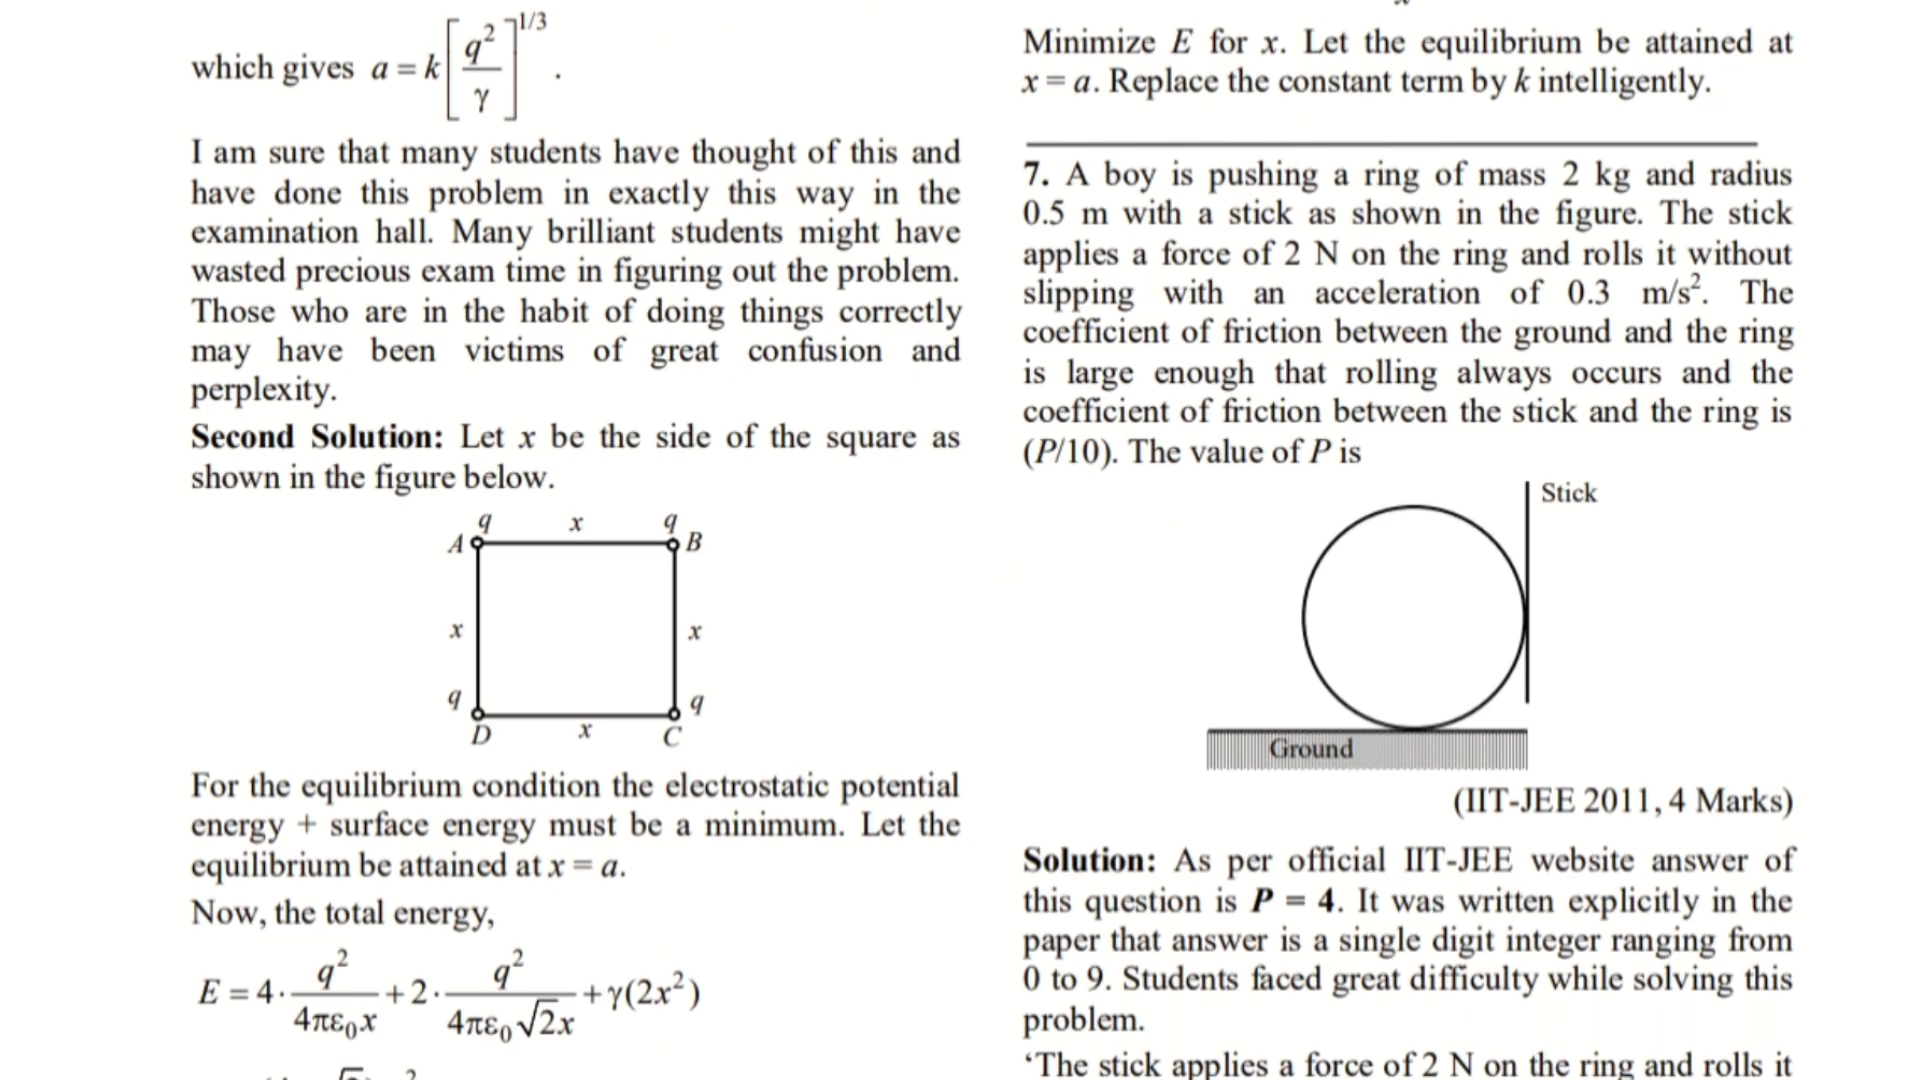 which gives a = k[q²/γ]^1/3 .
I am sure that many students have thought of this and
have done this problem in exactly this way in the
examination hall. Many brilliant students might have
wasted precious exam time in figuring out the problem.
Those who are in the habit of doing things correctly
may have been victims of great confusion and
perplexity.
Second Solution: Let x be the side of the square as
shown in the figure below.
q x q
A B
x x
q q
D x C
For the equilibrium condition the electrostatic potential
energy + surface energy must be a minimum. Let the
equilibrium be attained at x = a.
Now, the total energy,
E = 4·q²/4πε₀x + 2·q²/4πε₀√2x + γ(2x²)
Minimize E for x. Let the equilibrium be attained at
x = a. Replace the constant term by k intelligently.
7. A boy is pushing a ring of mass 2 kg and radius
0.5 m with a stick as shown in the figure. The stick
applies a force of 2 N on the ring and rolls it without
slipping with an acceleration of 0.3 m/s². The
coefficient of friction between the ground and the ring
is large enough that rolling always occurs and the
coefficient of friction between the stick and the ring is
(P/10). The value of P is
Stick
Ground
(IIT-JEE 2011, 4 Marks)
Solution: As per official IIT-JEE website answer of
this question is P = 4. It was written explicitly in the
paper that answer is a single digit integer ranging from
0 to 9. Students faced great difficulty while solving this
problem.
‘The stick applies a force of 2 N on the ring and rolls it